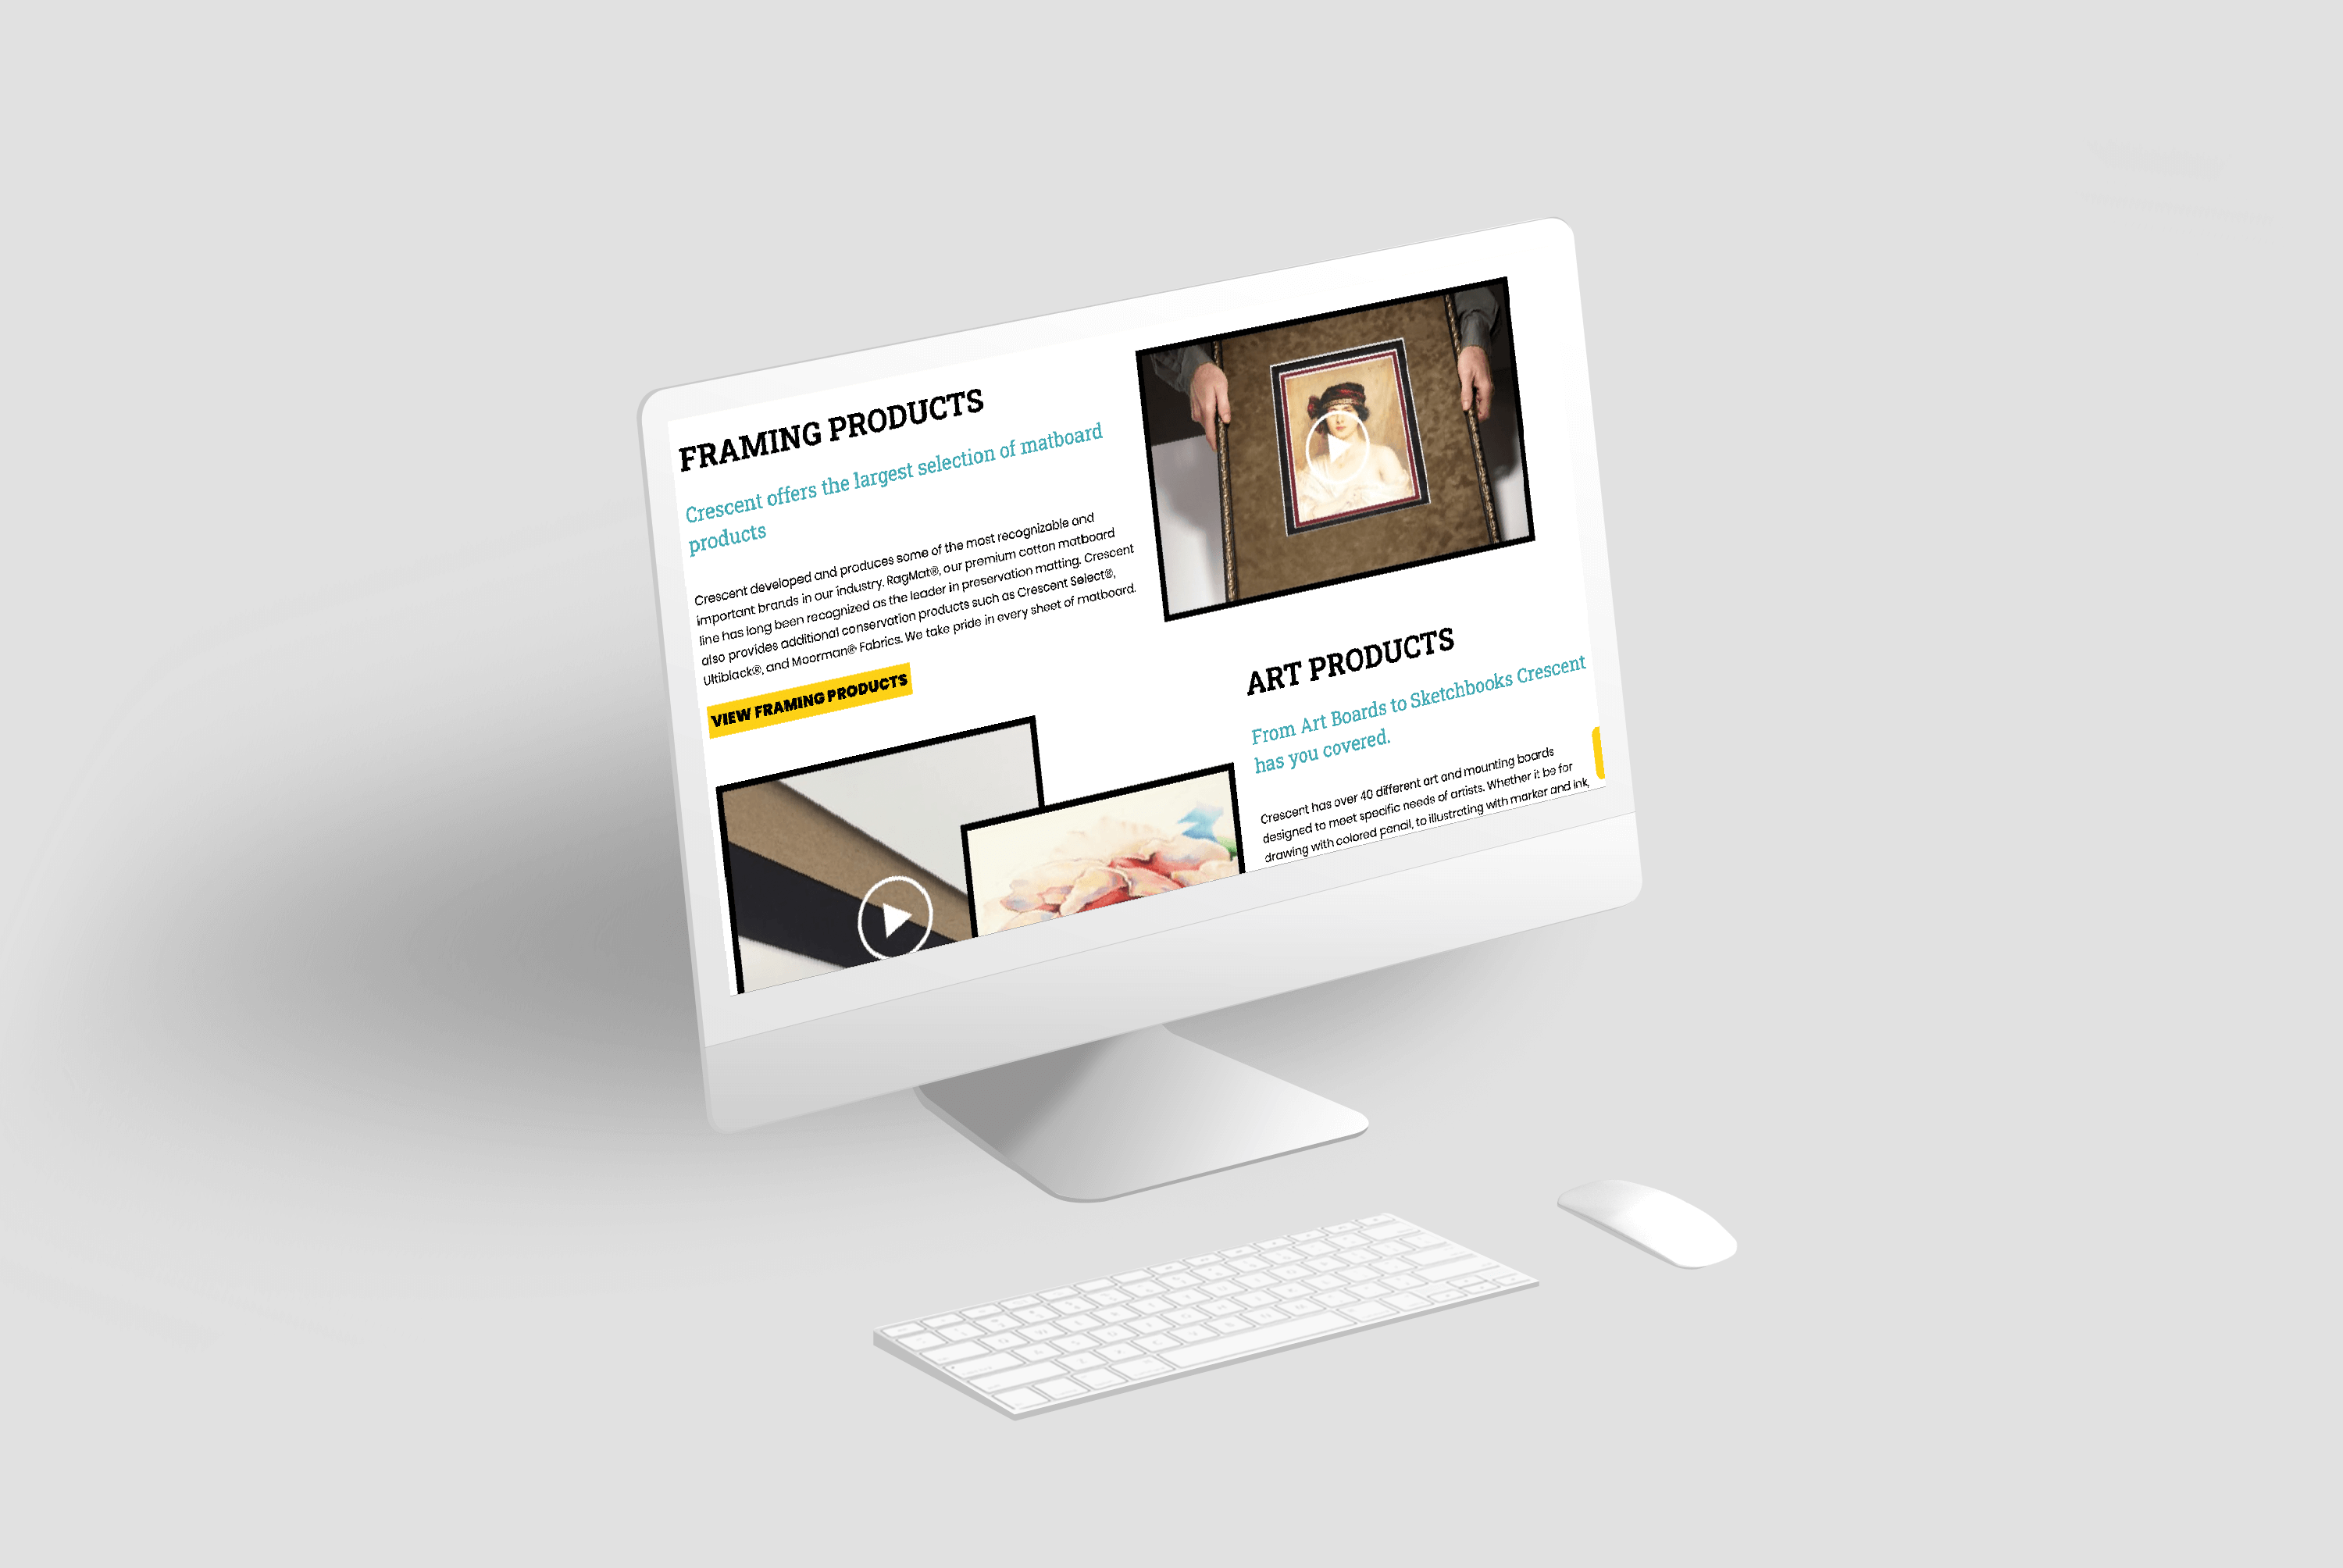 FRAMING PRODUCTS
Crescent offers the largest selection of matboard
products
Crescent developed and produces some of the most recognizable and
important brands in our industry. RagMat®, our premium cotton matboard
line has long been recognized as the leader in preservation matting. Crescent
also provides additional conservation products such as Crescent Select®,
Ultiblack®, and Moorman® Fabrics. We take pride in every sheet of matboard.
VIEW FRAMING PRODUCTS
ART PRODUCTS
From Art Boards to Sketchbooks Crescent
has you covered.
Crescent has over 40 different art and mounting boards
designed to meet specific needs of artists. Whether it be for
drawing with colored pencil, to illustrating with marker and ink,